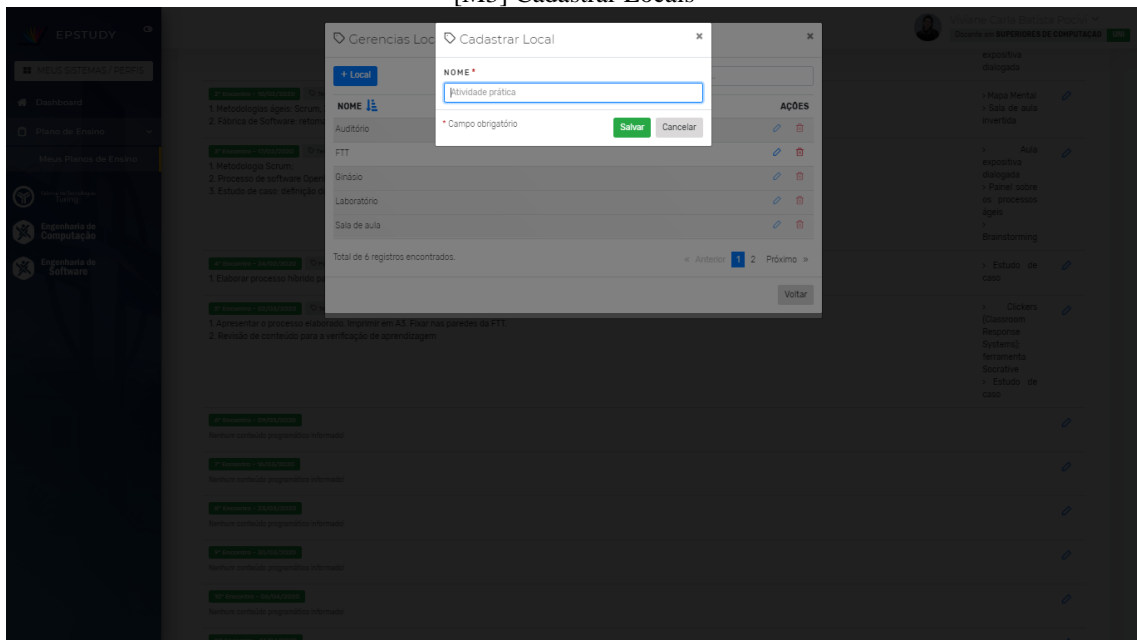 [M5] Cadastrar Locais
EPSTUDY
MEUS SISTEMAS / PERFIS
Dashboard
Plano de Ensino
Meus Planos de Ensino
Turing
Engenharia de
Computação
Engenharia de
Software
Docente em SUPERIORES DE COMPUTAÇÃO
Gerencias Loc
Cadastrar Local
NOME*
Atividade prática
* Campo obrigatório
Salvar
Cancelar
+ Local
NOME
AÇÕES
Auditório
FTT
Ginásio
Laboratório
Sala de aula
Total de 6 registros encontrados.
« Anterior 1 2 Próximo »
Voltar
1. Metodologias Ágeis: Scrum,
2. Fábrica de Software: retom
1. Metodologia Scrum;
2. Processo de software Open
3. Estudo de caso: definição d
1. Elaborar processo híbrido p
1. Apresentar o processo elaborado. Imprimir em A3. Fixar nas paredes da FTT.
2. Revisão de conteúdo para a verificação de aprendizagem
expositiva
dialogada
› Mapa Mental
› Sala de aula
invertida
› Aula
expositiva
dialogada
› Painel sobre
os processos
ágeis
›
Brainstorming
› Estudo de
caso
› Clickers
(Classroom
Response
Systems):
ferramenta
Socrative
› Estudo de
caso
Nenhum conteúdo programático informado
Nenhum conteúdo programático informado
Nenhum conteúdo programático informado
Nenhum conteúdo programático informado
Nenhum conteúdo programático informado